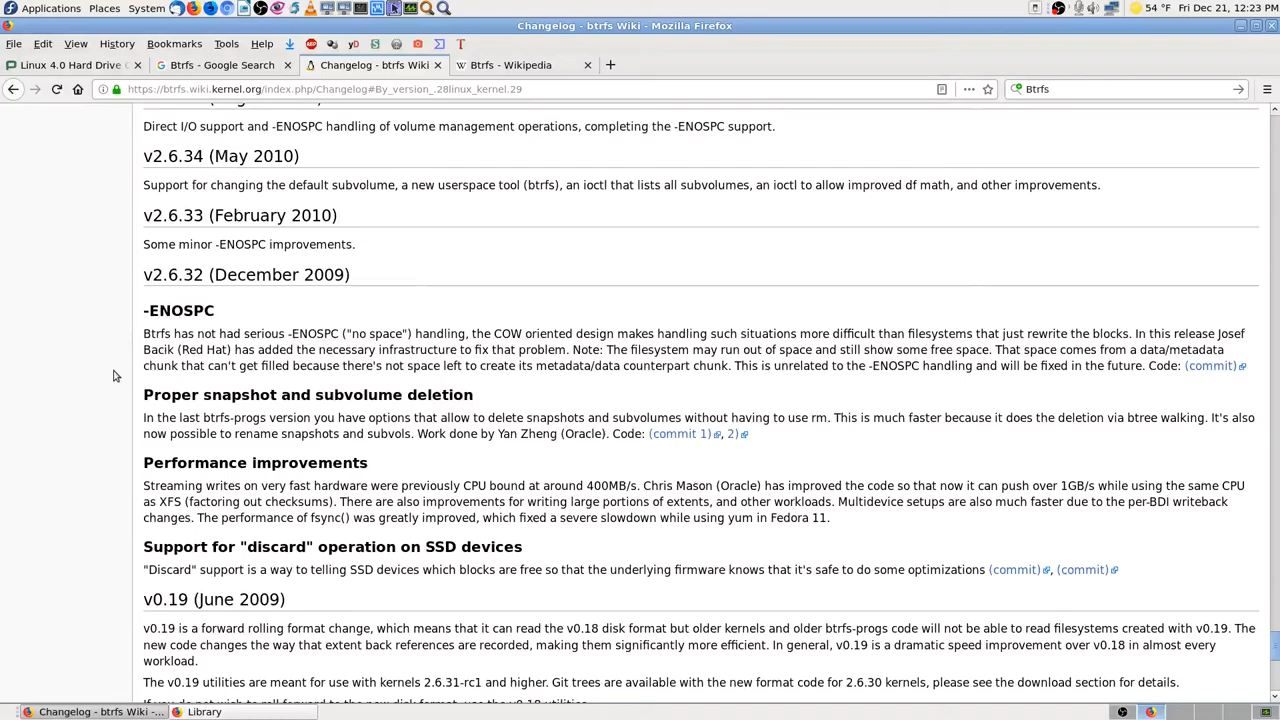 Applications Places System 54 °F Fri Dec 21, 12:23 PM
Changelog - btrfs Wiki - Mozilla Firefox
File Edit View History Bookmarks Tools Help
Linux 4.0 Hard Drive Btrfs - Google Search Changelog - btrfs Wiki Btrfs - Wikipedia
https://btrfs.wiki.kernel.org/index.php/Changelog#By_version_.28linux_kernel.29 Btrfs
Direct I/O support and -ENOSPC handling of volume management operations, completing the -ENOSPC support.
v2.6.34 (May 2010)
Support for changing the default subvolume, a new userspace tool (btrfs), an ioctl that lists all subvolumes, an ioctl to allow improved df math, and other improvements.
v2.6.33 (February 2010)
Some minor -ENOSPC improvements.
v2.6.32 (December 2009)
-ENOSPC
Btrfs has not had serious -ENOSPC ("no space") handling, the COW oriented design makes handling such situations more difficult than filesystems that just rewrite the blocks. In this release Josef
Bacik (Red Hat) has added the necessary infrastructure to fix that problem. Note: The filesystem may run out of space and still show some free space. That space comes from a data/metadata
chunk that can't get filled because there's not space left to create its metadata/data counterpart chunk. This is unrelated to the -ENOSPC handling and will be fixed in the future. Code: (commit)
Proper snapshot and subvolume deletion
In the last btrfs-progs version you have options that allow to delete snapshots and subvolumes without having to use rm. This is much faster because it does the deletion via btree walking. It's also
now possible to rename snapshots and subvols. Work done by Yan Zheng (Oracle). Code: (commit 1), 2)
Performance improvements
Streaming writes on very fast hardware were previously CPU bound at around 400MB/s. Chris Mason (Oracle) has improved the code so that now it can push over 1GB/s while using the same CPU
as XFS (factoring out checksums). There are also improvements for writing large portions of extents, and other workloads. Multidevice setups are also much faster due to the per-BDI writeback
changes. The performance of fsync() was greatly improved, which fixed a severe slowdown while using yum in Fedora 11.
Support for "discard" operation on SSD devices
"Discard" support is a way to telling SSD devices which blocks are free so that the underlying firmware knows that it's safe to do some optimizations (commit), (commit)
v0.19 (June 2009)
v0.19 is a forward rolling format change, which means that it can read the v0.18 disk format but older kernels and older btrfs-progs code will not be able to read filesystems created with v0.19. The
new code changes the way that extent back references are recorded, making them significantly more efficient. In general, v0.19 is a dramatic speed improvement over v0.18 in almost every
workload.
The v0.19 utilities are meant for use with kernels 2.6.31-rc1 and higher. Git trees are available with the new format code for 2.6.30 kernels, please see the download section for details.
If you do not wish to roll forward to the new disk format, use the v0.18 utilities.
Changelog - btrfs Wiki -... Library